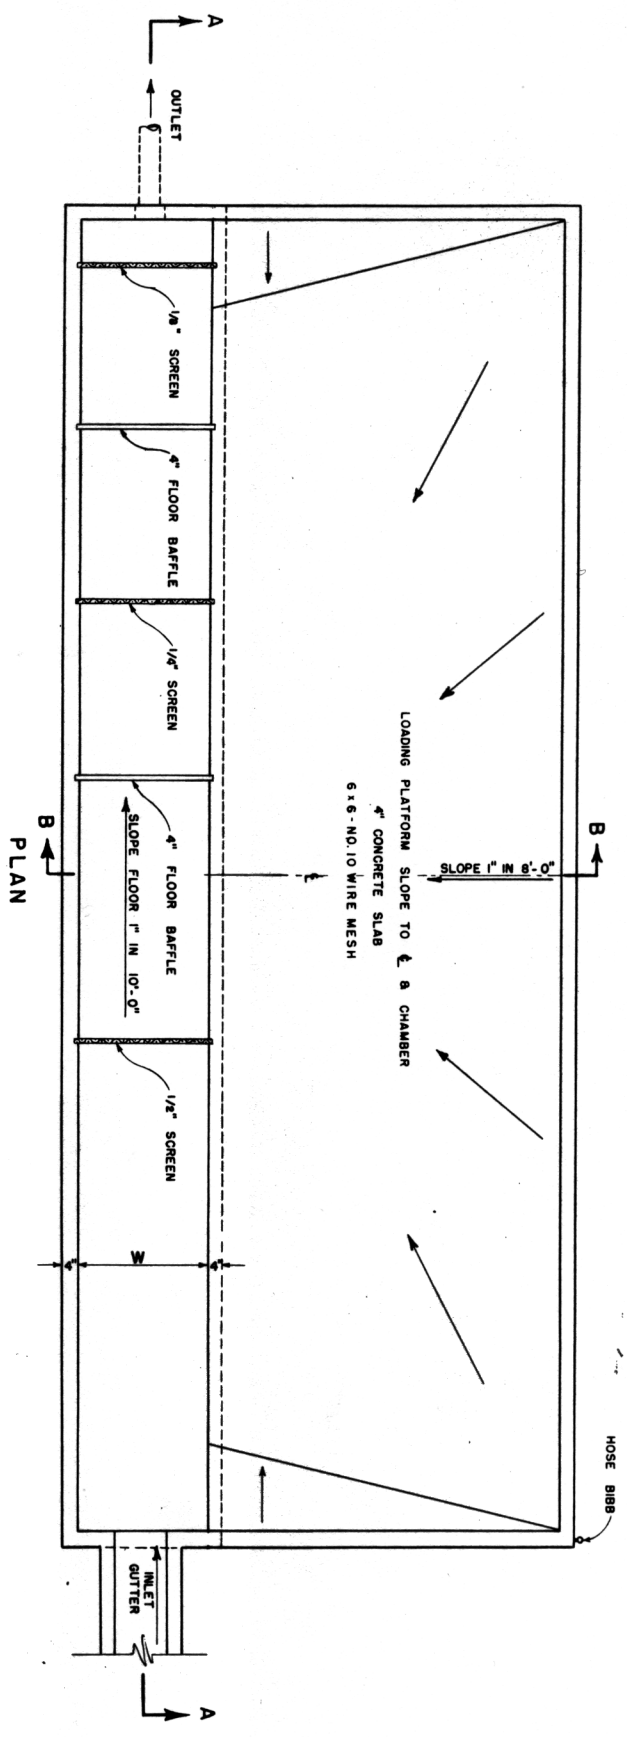 HOSE BIBB
B
SLOPE 1" IN 8'-0"
LOADING PLATFORM SLOPE TO ℄ & CHAMBER
4" CONCRETE SLAB
6 x 6 - NO. 10 WIRE MESH
℄
A
A
OUTLET
1/8" SCREEN
4" FLOOR BAFFLE
1/4" SCREEN
4" FLOOR BAFFLE
1/2" SCREEN
SLOPE FLOOR 1" IN 10'-0"
4"
W
4"
INLET
GUTTER
B
PLAN